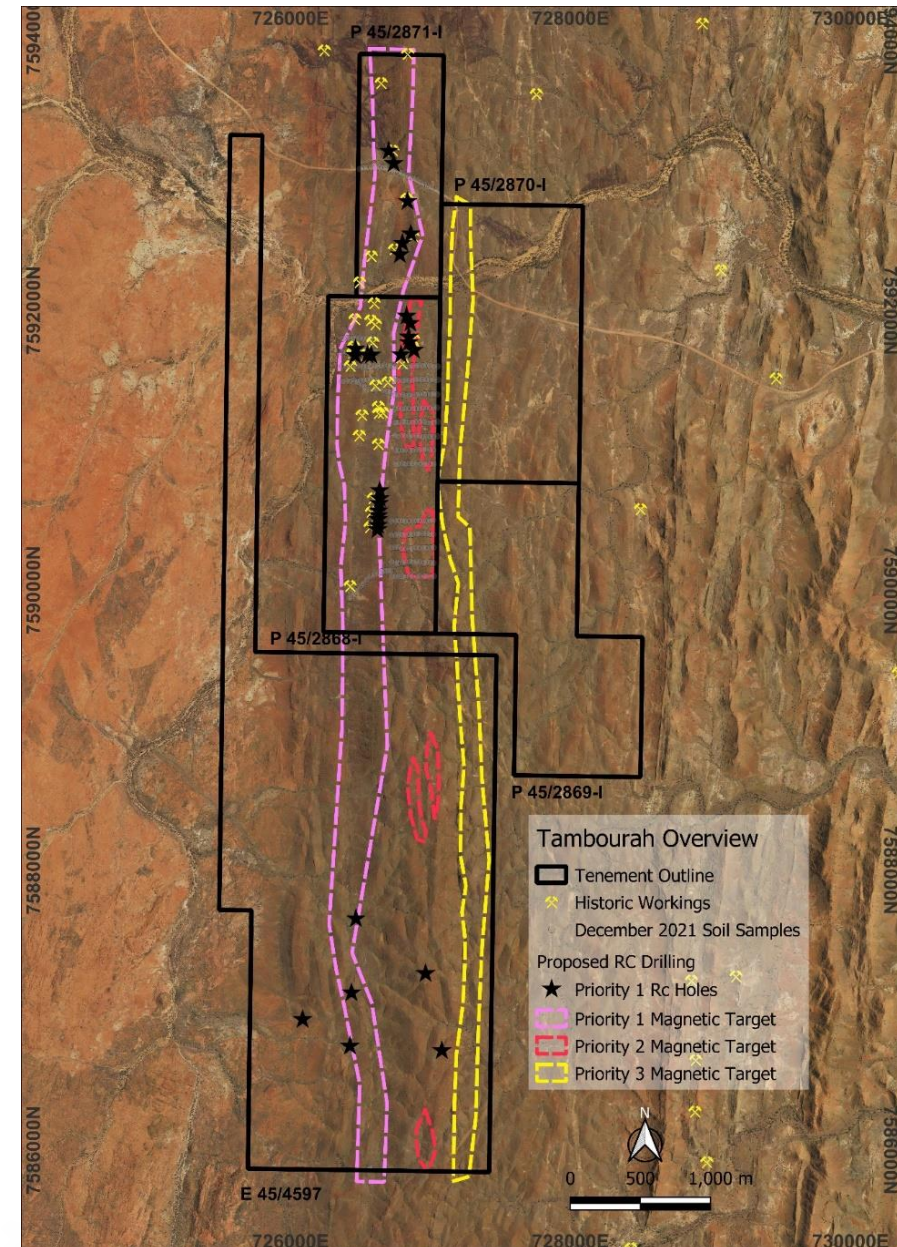 726000E
728000E
730000E
P 45/2871-I
7594000N
P 45/2870-I
7592000N
7592000N
7590000N
7590000N
P 45/2868-I
P 45/2869-I
7588000N
7588000N
Tambourah Overview
Tenement Outline
Historic Workings
December 2021 Soil Samples
Proposed RC Drilling
Priority 1 Rc Holes
Priority 1 Magnetic Target
Priority 2 Magnetic Target
Priority 3 Magnetic Target
N
0 500 1,000 m
7586000N
7586000N
E 45/4597
726000E
728000E
730000E